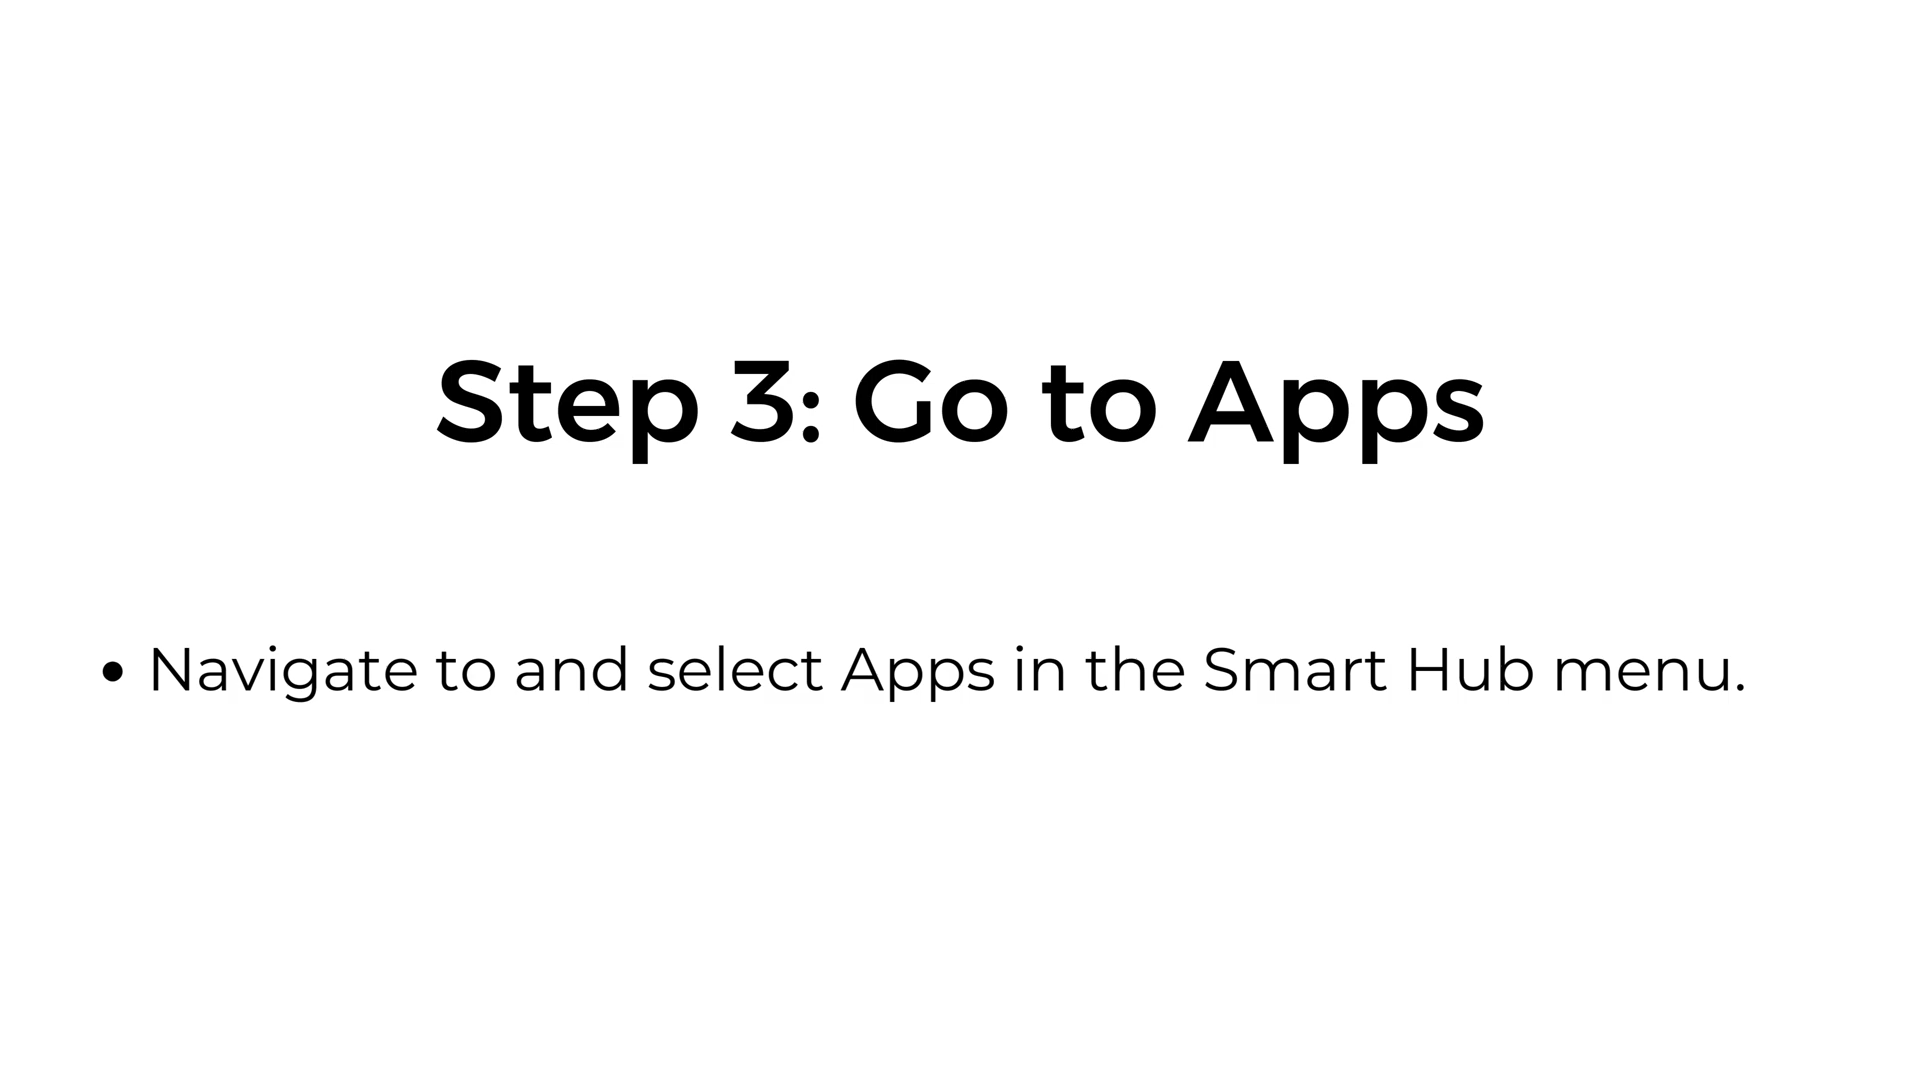 Step 3: Go to Apps
• Navigate to and select Apps in the Smart Hub menu.